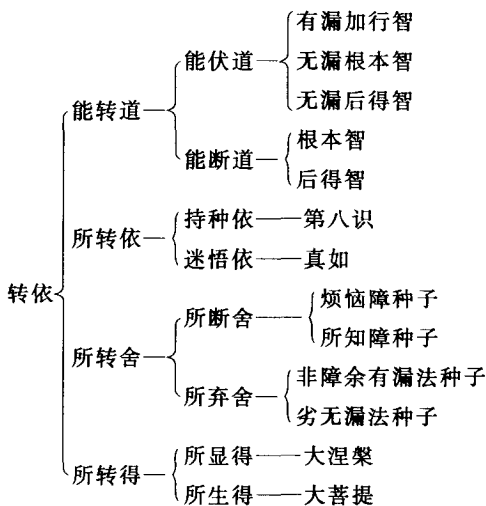 转依
能转道
能伏道
有漏加行智
无漏根本智
无漏后得智
能断道
根本智
后得智
所转依
持种依——第八识
迷悟依——真如
所转舍
所断舍
烦恼障种子
所知障种子
所弃舍
非障余有漏法种子
劣无漏法种子
所转得
所显得——大涅槃
所生得——大菩提